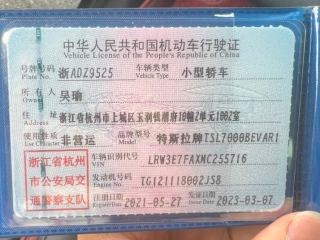 中华人民共和国机动车行驶证
Vehicle License of the People's Republic of China
号牌号码 浙ADZ9525 车辆类型 小型轿车
Plate No. Vehicle Type
所有人 吴瑜
Owner
住址 浙江省杭州市上城区玉钏钱潮府10幢2单元1002室
Address
使用性质 非营运 品牌型号 特斯拉牌TSL7000BEVAR1
Use Character Model
浙江省杭州
市公安局交
通警察支队
车辆识别代号 LRW3E7FAXMC255716
VIN
发动机号码 TG121118002JSB
Engine No.
注册日期 2021-05-27 发证日期 2023-03-07
Register Date Issue Date